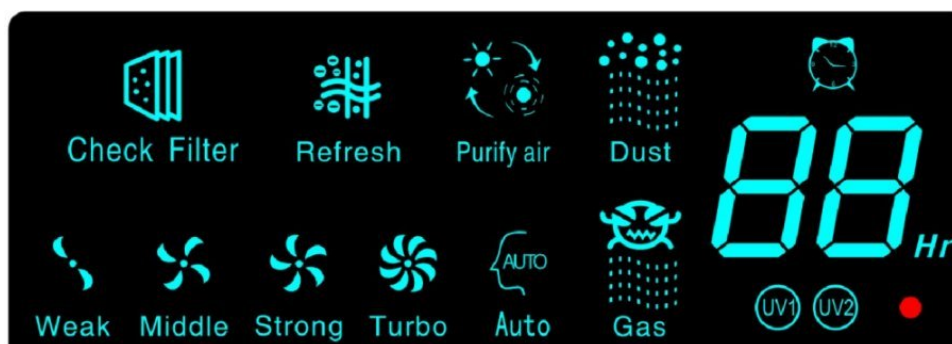 Check Filter Refresh Purify air Dust
88 Hr
AUTO
Weak Middle Strong Turbo Auto Gas
UV1 UV2